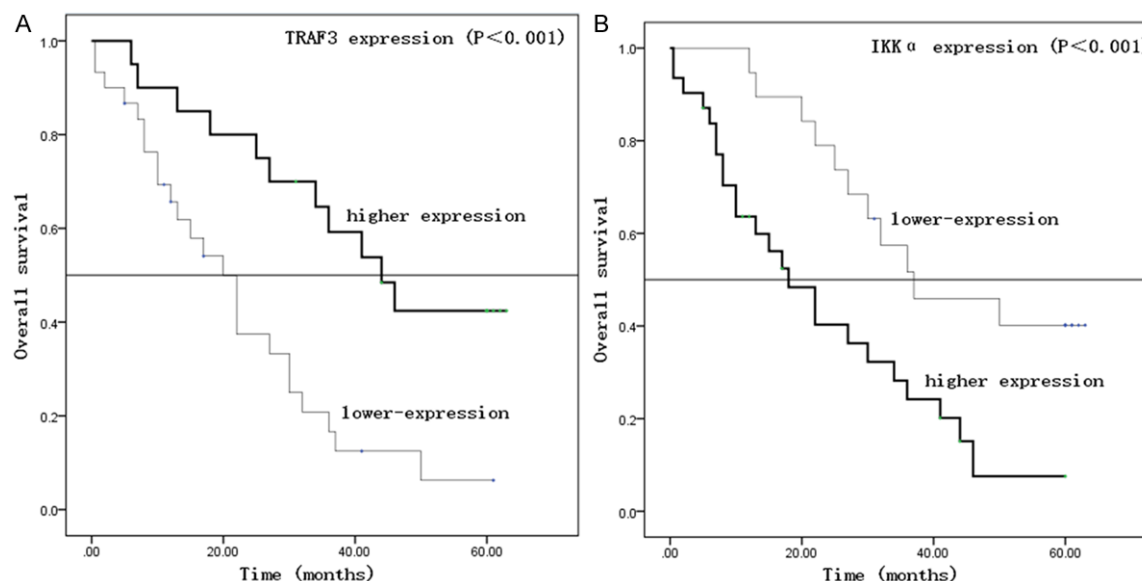 A
TRAF3 expression (P<0.001)
1.0
0.8
0.6
0.4
0.2
0.0
Overall survival
higher expression
lower-expression
.00 20.00 40.00 60.00
Time (months)
B
IKKα expression (P<0.001)
1.0
0.8
0.6
0.4
0.2
0.0
Overall survival
lower-expression
higher expression
.00 20.00 40.00 60.00
Time (months)